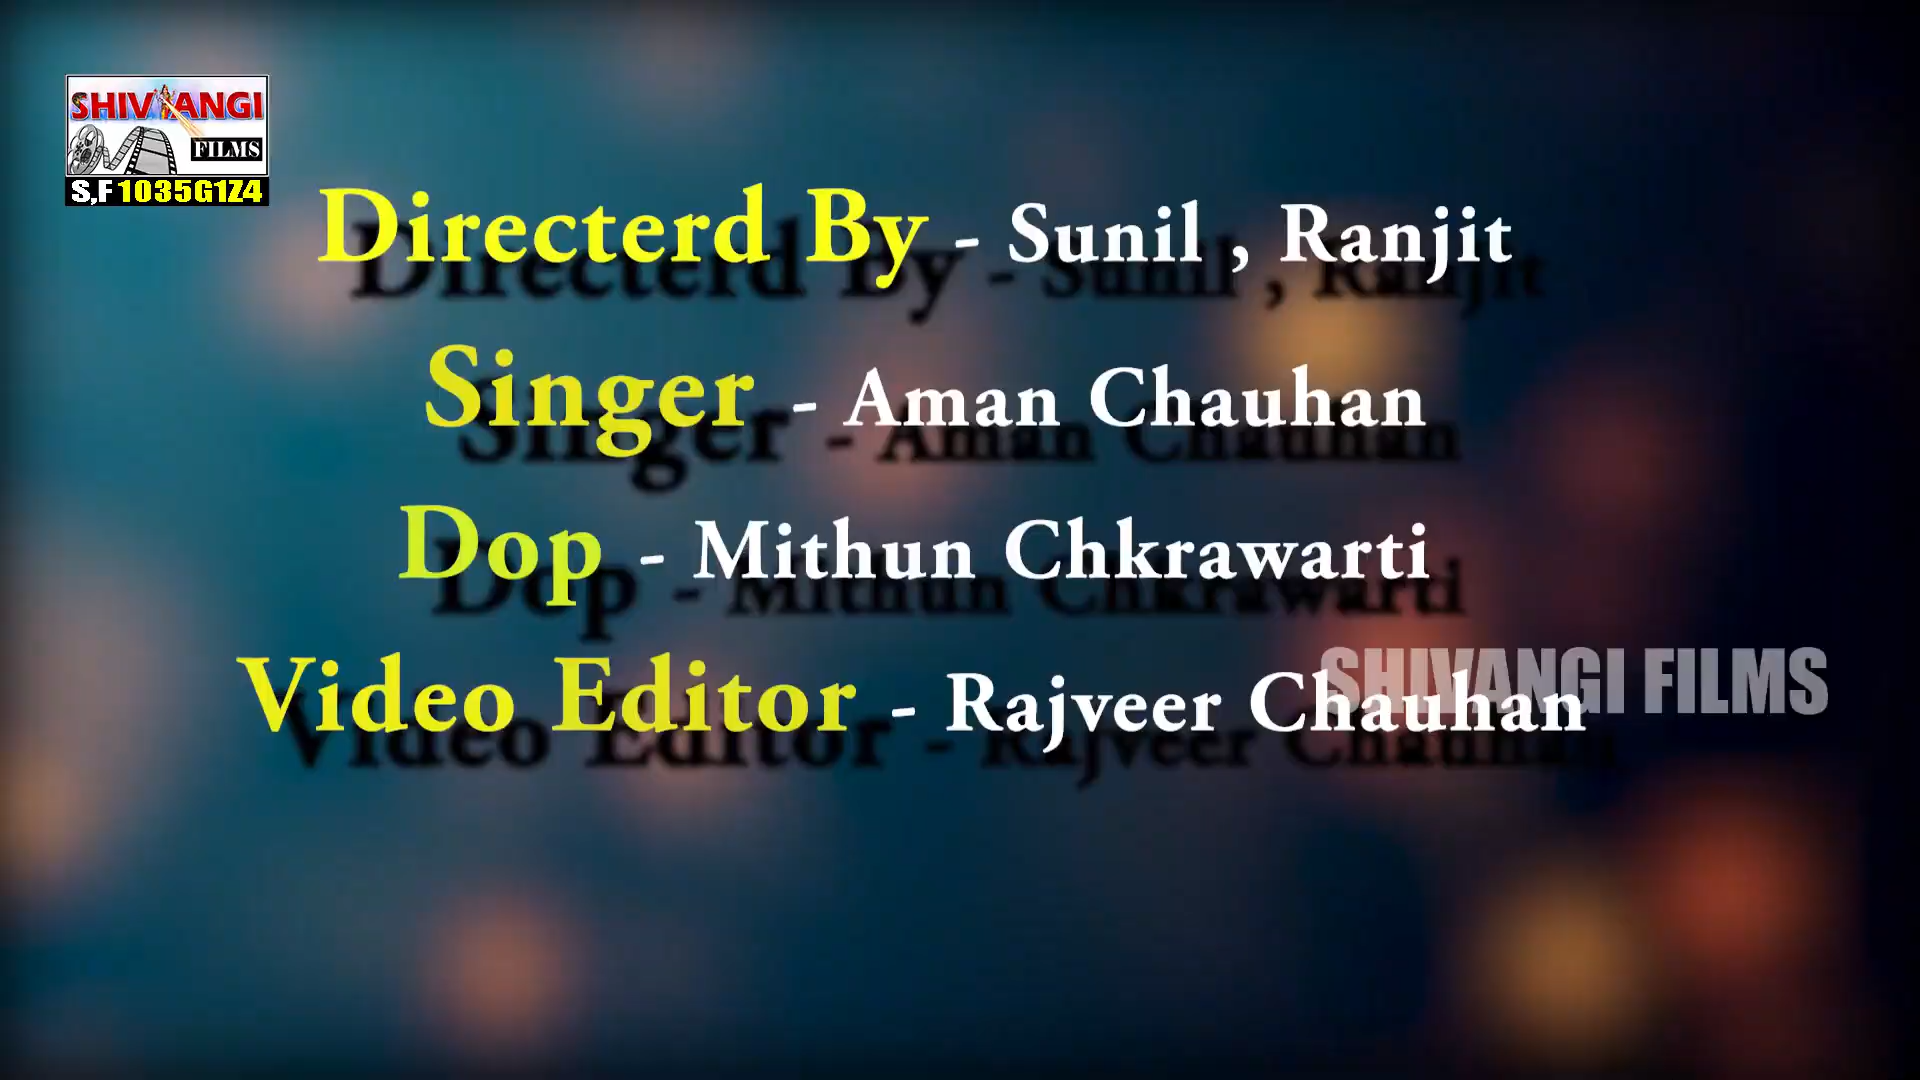 SHIVANGI
FILMS
S,F 1035G1Z4
Directerd By - Sunil , Ranjit
Singer - Aman Chauhan
Dop - Mithun Chkrawarti
Video Editor - Rajveer Chauhan
SHIVANGI FILMS